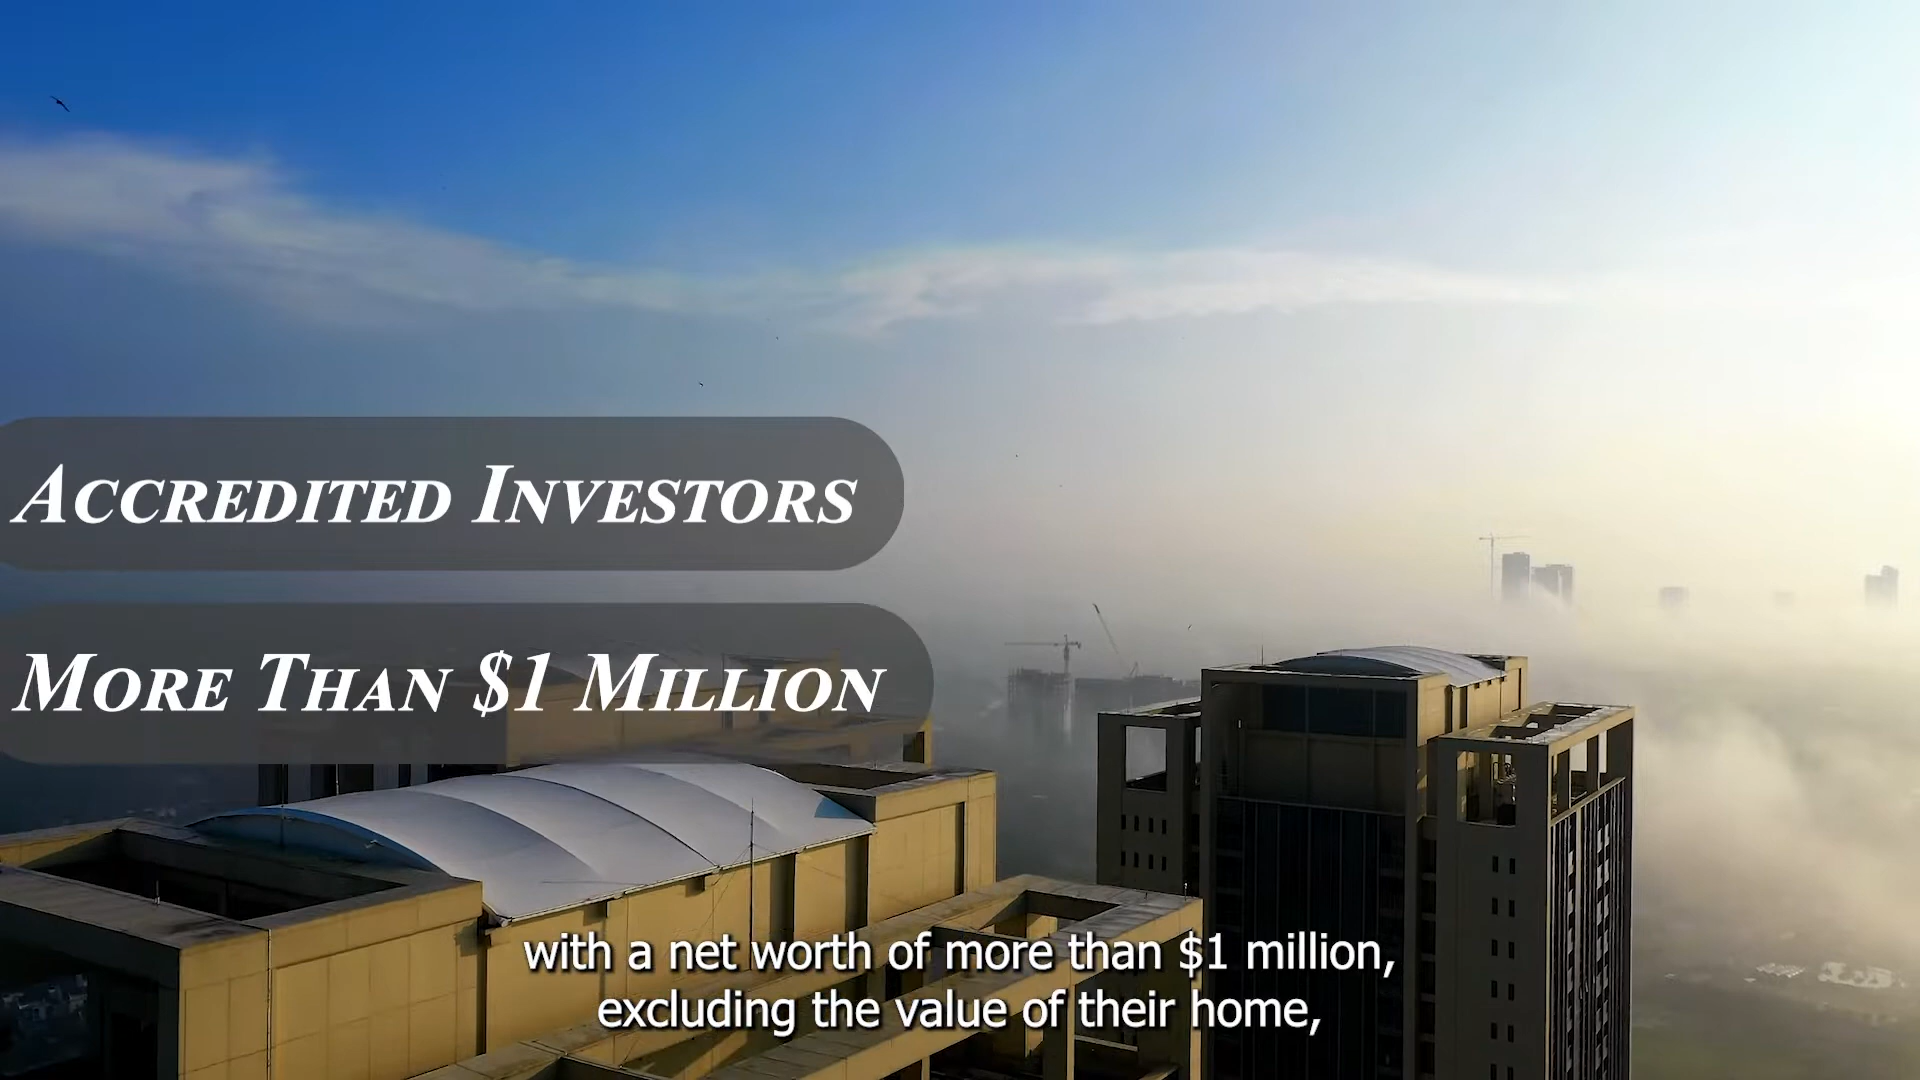 Accredited Investors
More Than $1 Million
with a net worth of more than $1 million,
excluding the value of their home,